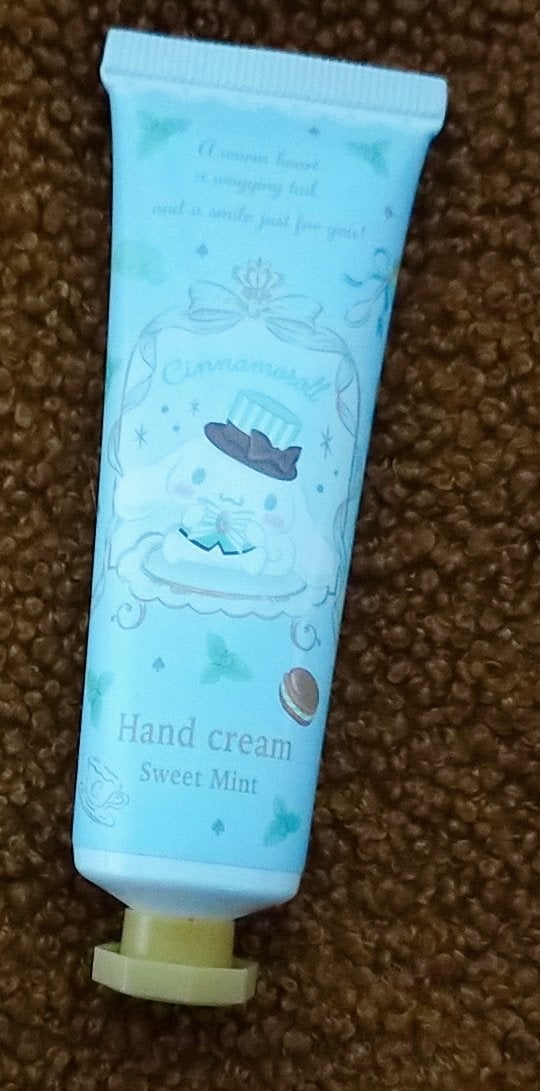 A warm heart,
a wagging tail
and a smile just for you!
Cinnamoroll
Hand cream
Sweet Mint